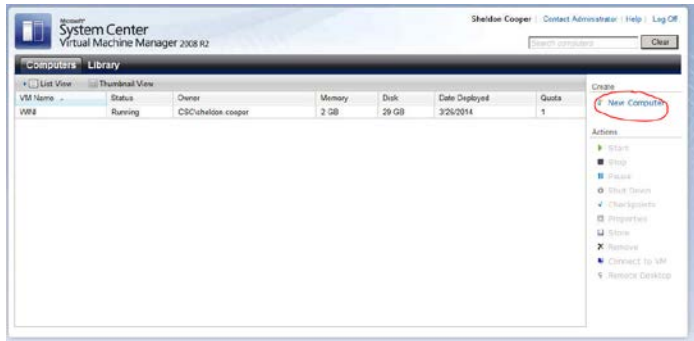 Microsoft
System Center
Virtual Machine Manager 2008 R2
Sheldon Cooper Contact Administrator Help Log Off
Search computers Clear
Computers Library
List View Thumbnail View
VM Name Status Owner Memory Disk Date Deployed Quota
Running CSC\sheldon.cooper 2 GB 29 GB 3/26/2014 1
Create
New Computer
Actions
Start
Stop
Pause
Shut Down
Checkpoints
Properties
Store
Remove
Connect to VM
Remote Desktop